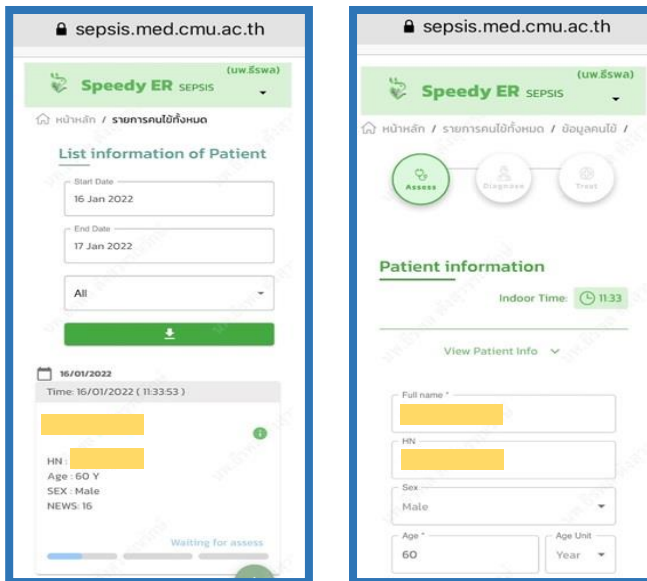 sepsis.med.cmu.ac.th
(นพ.ธีรพล)
Speedy ER SEPSIS
หน้าหลัก / รายการคนไข้ทั้งหมด
List information of Patient
Start Date
16 Jan 2022
End Date
17 Jan 2022
All
16/01/2022
Time: 16/01/2022 ( 11:33:53 )
HN :
Age : 60 Y
SEX : Male
NEWS: 16
Waiting for assess
sepsis.med.cmu.ac.th
(นพ.ธีรพล)
Speedy ER SEPSIS
หน้าหลัก / รายการคนไข้ทั้งหมด / ข้อมูลคนไข้ /
Assess
Diagnose
Treat
Patient information
Indoor Time: 11:33
View Patient Info
Full name *
HN
Sex
Male
Age *
60
Age Unit
Year